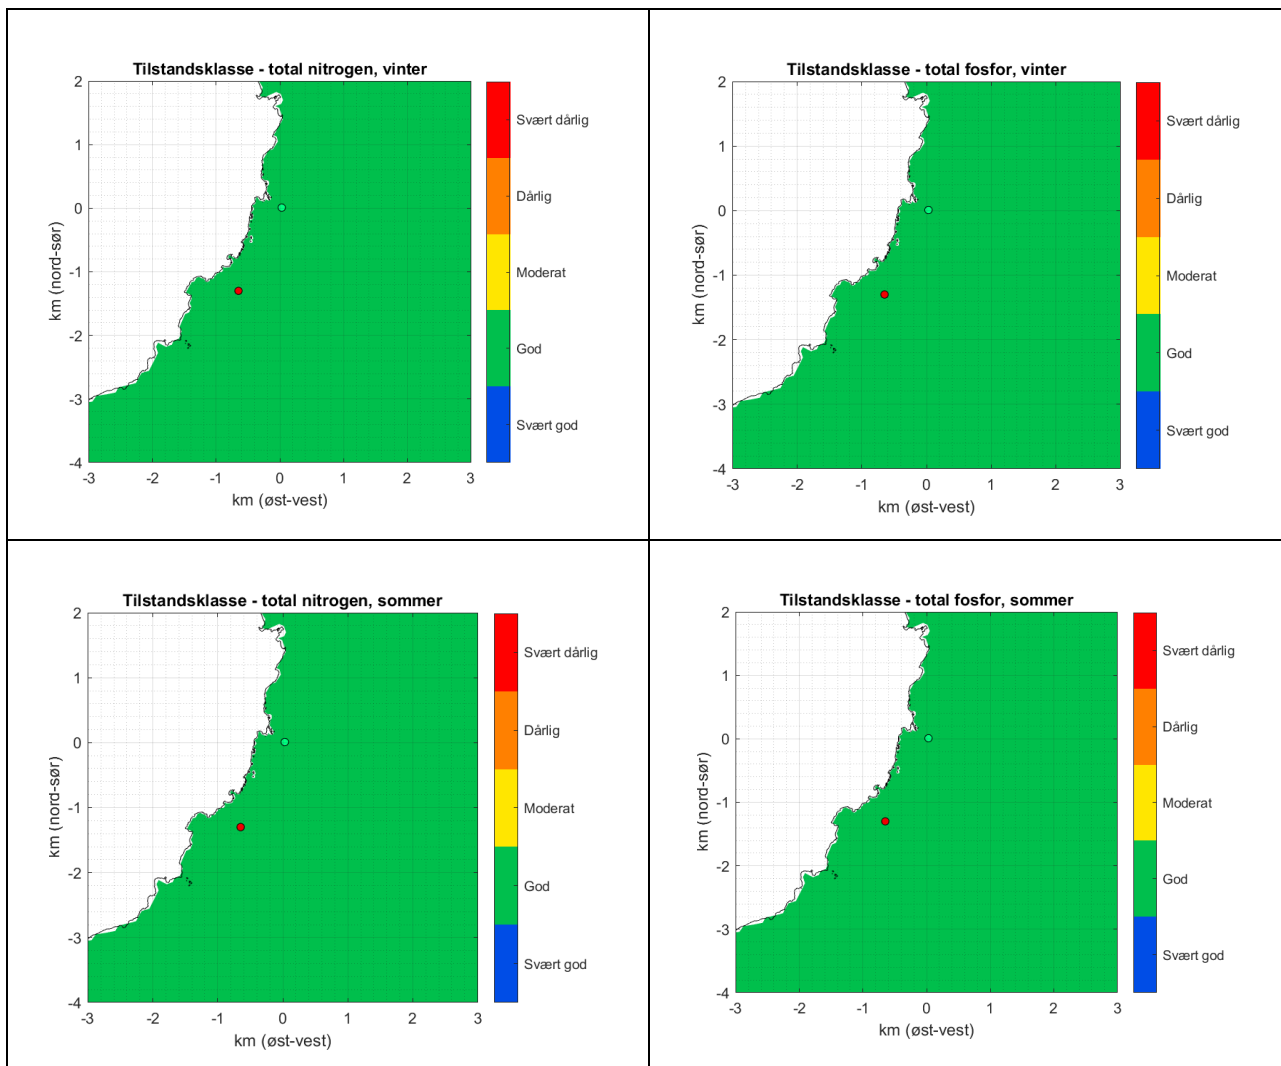 Tilstandsklasse - total nitrogen, vinter
2
1
0
-1
-2
-3
-4
km (nord-sør)
-3 -2 -1 0 1 2 3
km (øst-vest)
Svært dårlig
Dårlig
Moderat
God
Svært god
Tilstandsklasse - total fosfor, vinter
2
1
0
-1
-2
-3
-4
km (nord-sør)
-3 -2 -1 0 1 2 3
km (øst-vest)
Svært dårlig
Dårlig
Moderat
God
Svært god
Tilstandsklasse - total nitrogen, sommer
2
1
0
-1
-2
-3
-4
km (nord-sør)
-3 -2 -1 0 1 2 3
km (øst-vest)
Svært dårlig
Dårlig
Moderat
God
Svært god
Tilstandsklasse - total fosfor, sommer
2
1
0
-1
-2
-3
-4
km (nord-sør)
-3 -2 -1 0 1 2 3
km (øst-vest)
Svært dårlig
Dårlig
Moderat
God
Svært god